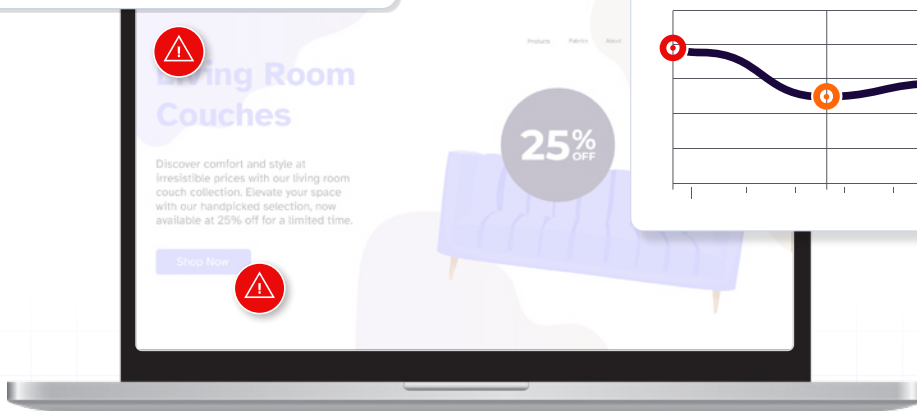 Products Fabrics About
Living Room
Couches
Discover comfort and style at
irresistible prices with our living room
couch collection. Elevate your space
with our handpicked selection, now
available at 25% off for a limited time.
Shop Now
25%
OFF